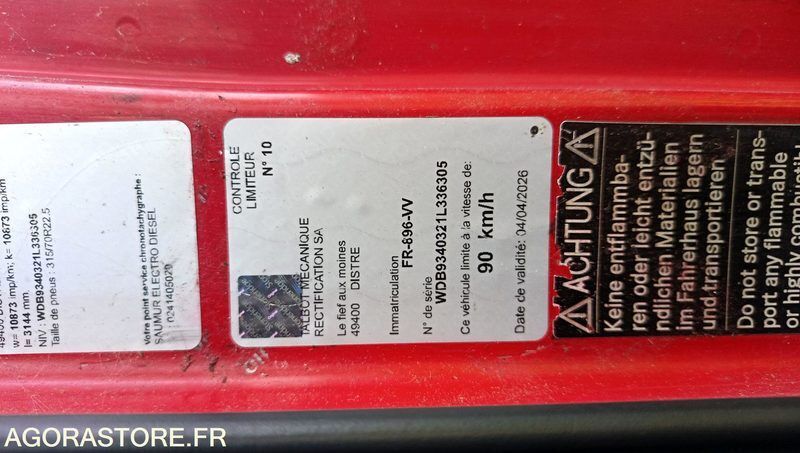 w= 10873 imp/km; k= 10873 imp/km
l= 3144 mm
NIV : WDB9340321L336305
Taille de pneus : 315/70R22.5
Votre point service chronotachygraphe :
SAUMUR ELECTRO DIESEL
0241405020
CONTROLE
LIMITEUR
N° 10
TALBOT MECANIQUE
RECTIFICATION SA
Le fief aux moines
49400 DISTRE
Immatriculation
FR-896-VV
N° de série
WDB9340321L336305
Ce véhicule limité à la vitesse de:
90 km/h
Date de validité: 04/04/2026
ACHTUNG
Keine entflammba-
ren oder leicht entzü-
ndlichen Materialien
im Fahrerhaus lagern
und transportieren
Do not store or trans-
port any flammable
or highly combustible
AGORASTORE.FR